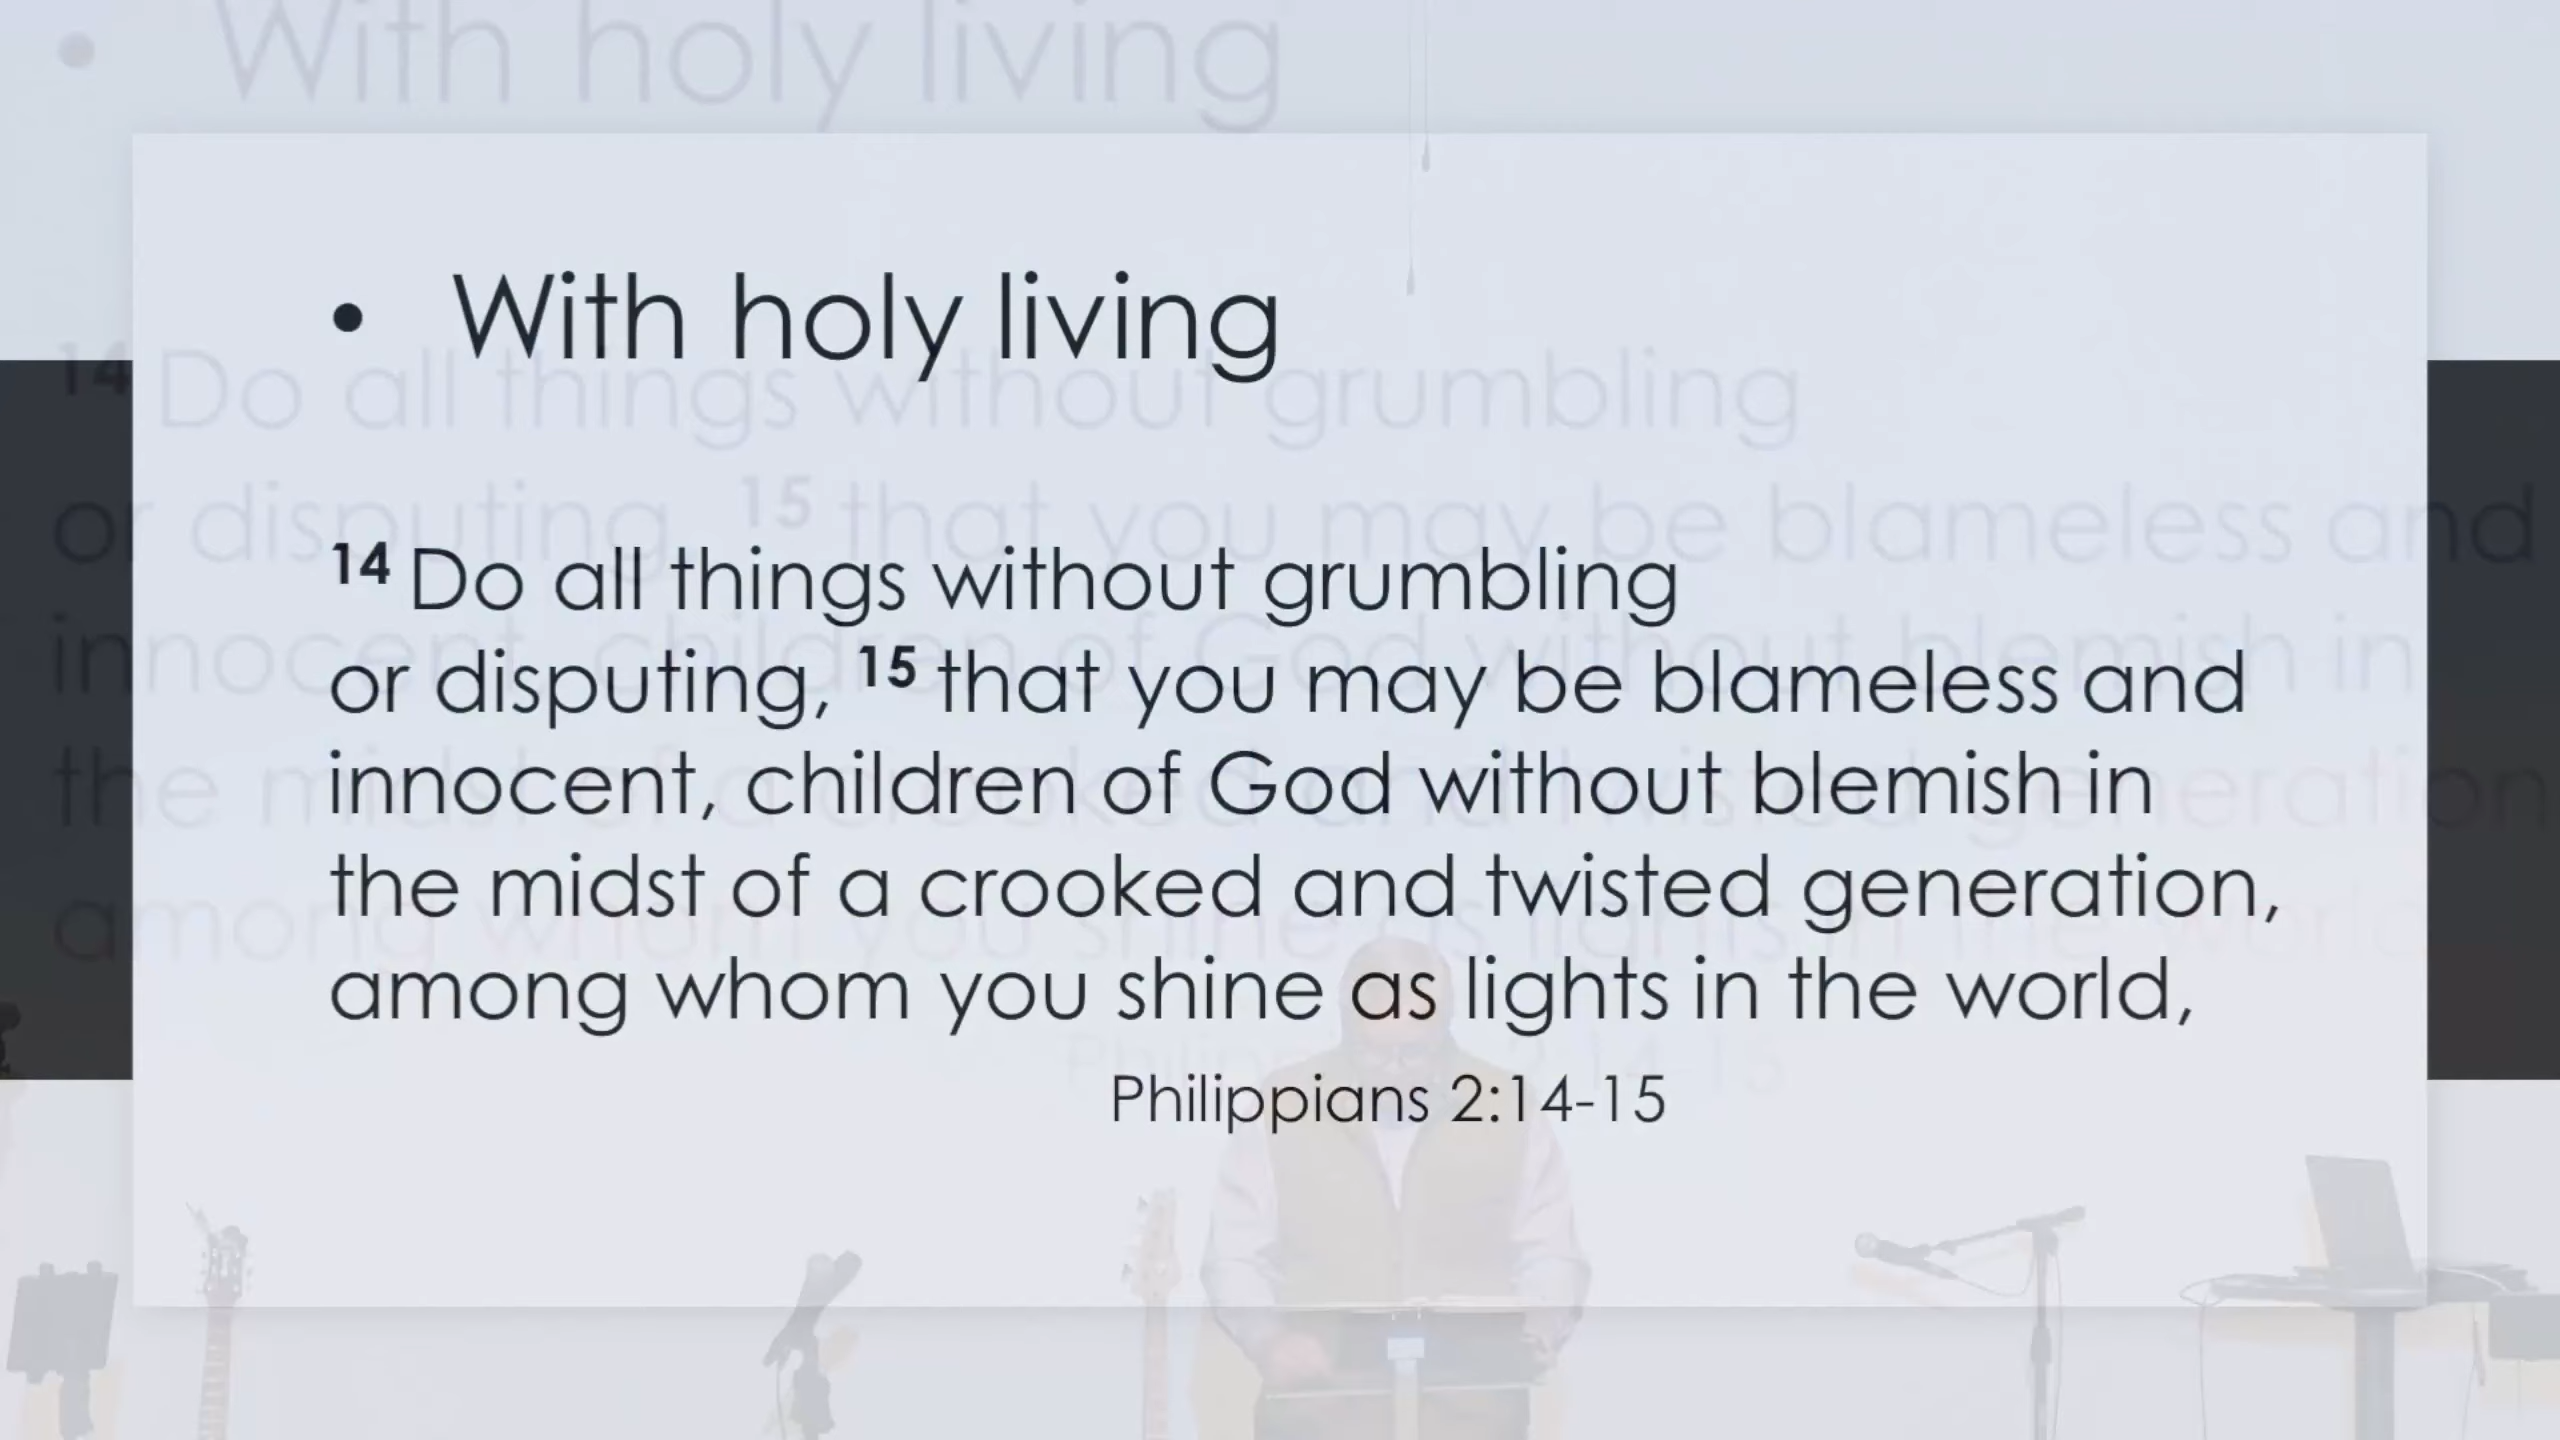 • With holy living
14 Do all things without grumbling
or disputing, 15 that you may be blameless and
innocent, children of God without blemish in
the midst of a crooked and twisted generation,
among whom you shine as lights in the world,
Philippians 2:14-15